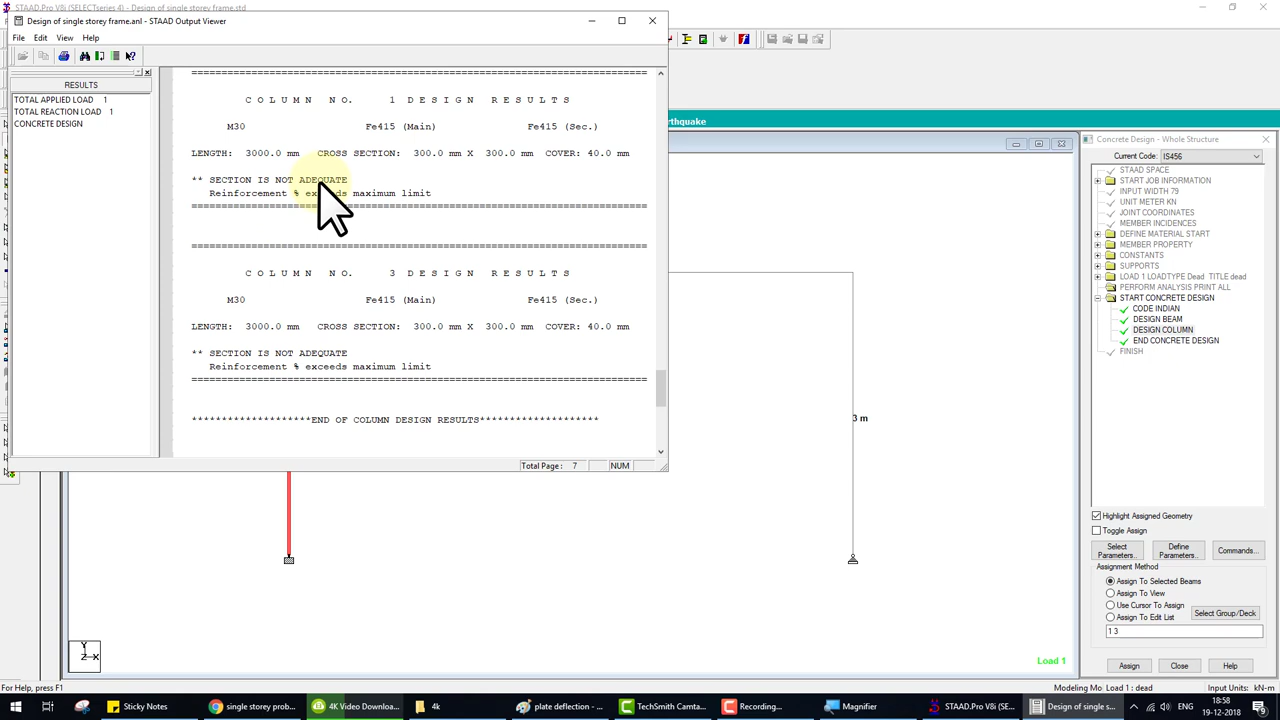 STAAD.Pro V8i (SELECTseries 4) - Design of single storey frame.std
Design of single storey frame.anl - STAAD Output Viewer
File Edit View Help
RESULTS
TOTAL APPLIED LOAD 1
TOTAL REACTION LOAD 1
CONCRETE DESIGN
==================================================================
C O L U M N N O. 1 D E S I G N R E S U L T S
M30 Fe415 (Main) Fe415 (Sec.)
LENGTH: 3000.0 mm CROSS SECTION: 300.0 mm X 300.0 mm COVER: 40.0 mm
** SECTION IS NOT ADEQUATE
Reinforcement % exceeds maximum limit
==================================================================
==================================================================
C O L U M N N O. 3 D E S I G N R E S U L T S
M30 Fe415 (Main) Fe415 (Sec.)
LENGTH: 3000.0 mm CROSS SECTION: 300.0 mm X 300.0 mm COVER: 40.0 mm
** SECTION IS NOT ADEQUATE
Reinforcement % exceeds maximum limit
==================================================================
********************END OF COLUMN DESIGN RESULTS********************
Total Page: 7 NUM
rthquake
3 m
Y
Z X
Load 1
Concrete Design - Whole Structure
Current Code: IS456
STAAD SPACE
START JOB INFORMATION
INPUT WIDTH 79
UNIT METER KN
JOINT COORDINATES
MEMBER INCIDENCES
DEFINE MATERIAL START
MEMBER PROPERTY
CONSTANTS
SUPPORTS
LOAD 1 LOADTYPE Dead TITLE dead
PERFORM ANALYSIS PRINT ALL
START CONCRETE DESIGN
CODE INDIAN
DESIGN BEAM
DESIGN COLUMN
END CONCRETE DESIGN
FINISH
Highlight Assigned Geometry
Toggle Assign
Select Parameters..
Define Parameters..
Commands...
Assignment Method
Assign To Selected Beams
Assign To View
Use Cursor To Assign
Assign To Edit List
Select Group/Deck
1 3
Assign Close Help
For Help, press F1
Modeling Mo Load 1 : dead Input Units: kN-m
Sticky Notes
single storey prob...
4K Video Downloa...
4k
plate deflection - ...
TechSmith Camta...
Recording...
Magnifier
STAAD.Pro V8i (S...
Design of single s...
18:58
19-12-2018